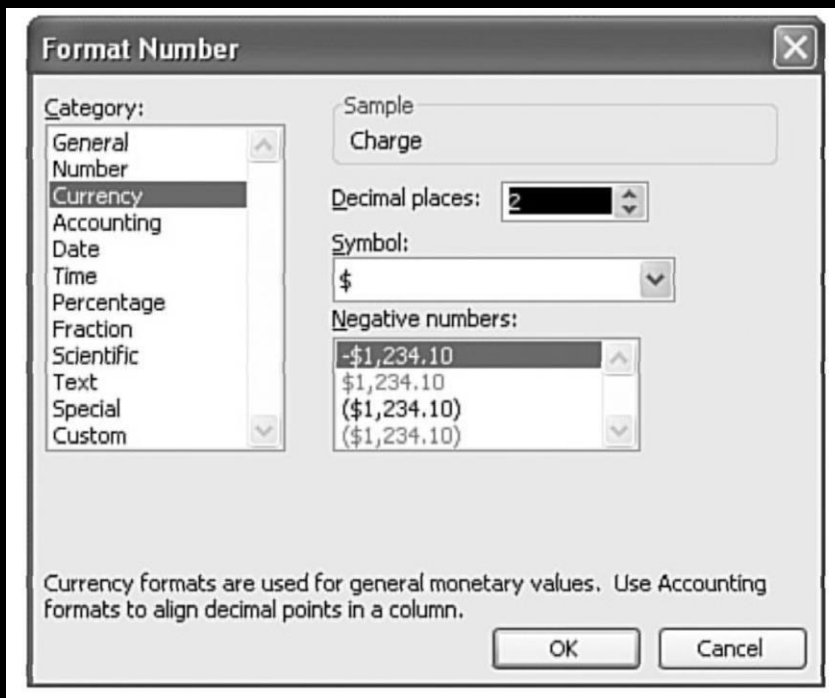 Format Number
Category:
General
Number
Currency
Accounting
Date
Time
Percentage
Fraction
Scientific
Text
Special
Custom
Sample
Charge
Decimal places: 2
Symbol:
$
Negative numbers:
-$1,234.10
$1,234.10
($1,234.10)
($1,234.10)
Currency formats are used for general monetary values. Use Accounting
formats to align decimal points in a column.
OK Cancel